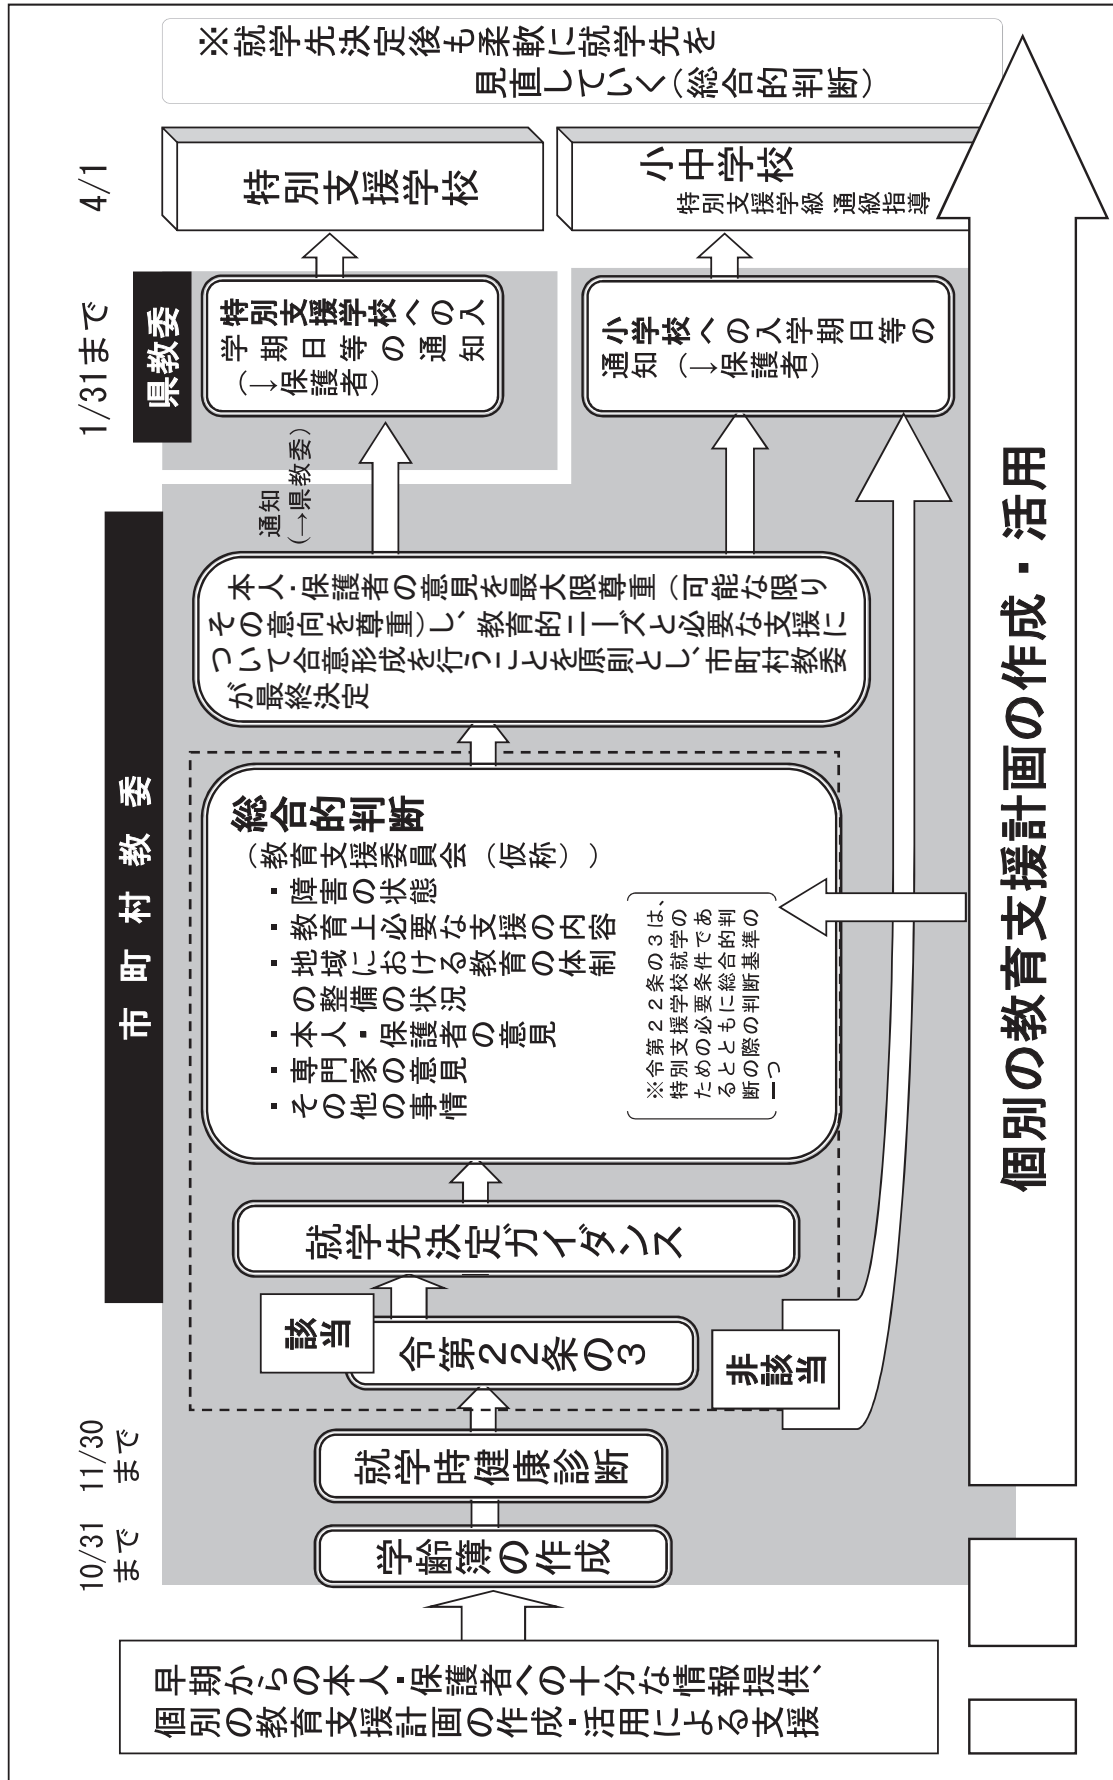 早期からの本人・保護者への十分な情報提供、
個別の教育支援計画の作成・活用による支援
10/31
まで
学齢簿の作成
11/30
まで
就学時健康診断
市町村教委
令第22条の3
該当
非該当
就学先決定ガイダンス
総合的判断
(教育支援委員会(仮称))
・障害の状態
・教育上必要な支援の内容
・地域における教育の体制
の整備の状況
・本人・保護者の意見
・専門家の意見
・その他の事情
※令第22条の3は、
特別支援学校就学の
ための必要条件であ
るとともに総合的判
断の際の判断基準の
一つ
本人・保護者の意見を最大限尊重(可能な限り
その意向を尊重)し、教育的ニーズと必要な支援に
ついて合意形成を行うことを原則とし、市町村教委
が最終決定
通知
(→県教委)
1/31まで
県教委
特別支援学校への入
学期日等の通知
(→保護者)
小学校への入学期日等の
通知(→保護者)
4/1
特別支援学校
小中学校
特別支援学級 通級指導
※就学先決定後も柔軟に就学先を
見直していく(総合的判断)
個別の教育支援計画の作成・活用